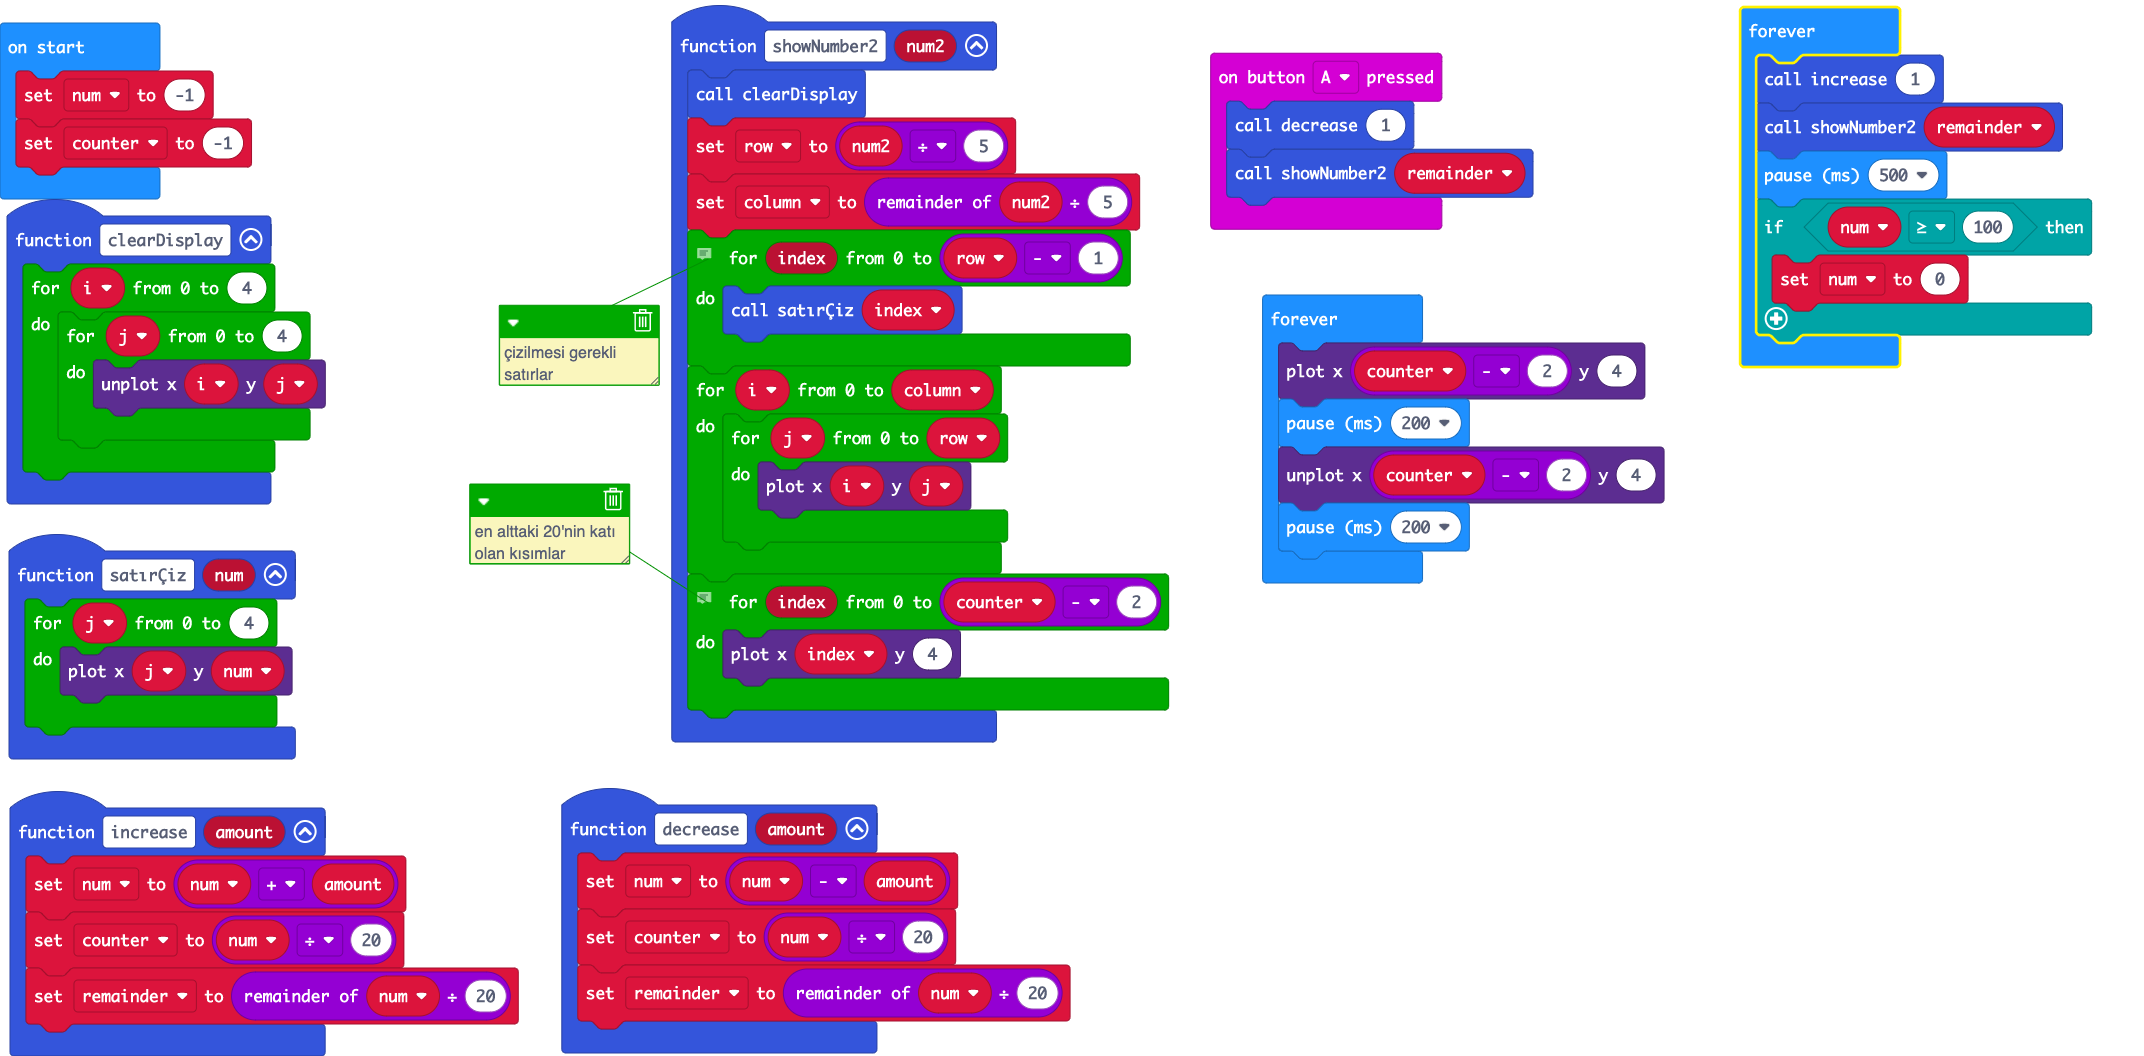 on start
set num to -1
set counter to -1
function clearDisplay
for i from 0 to 4
do
for j from 0 to 4
do
unplot x i y j
function satırÇiz num
for j from 0 to 4
do
plot x j y num
function increase amount
set num to num + amount
set counter to num ÷ 20
set remainder to remainder of num ÷ 20
function showNumber2 num2
call clearDisplay
set row to num2 ÷ 5
set column to remainder of num2 ÷ 5
for index from 0 to row - 1
do
call satırÇiz index
çizilmesi gerekli
satırlar
for i from 0 to column
do
for j from 0 to row
do
plot x i y j
en alttaki 20'nin katı
olan kısımlar
for index from 0 to counter - 2
do
plot x index y 4
function decrease amount
set num to num - amount
set counter to num ÷ 20
set remainder to remainder of num ÷ 20
on button A pressed
call decrease 1
call showNumber2 remainder
forever
plot x counter - 2 y 4
pause (ms) 200
unplot x counter - 2 y 4
pause (ms) 200
forever
call increase 1
call showNumber2 remainder
pause (ms) 500
if num ≥ 100 then
set num to 0